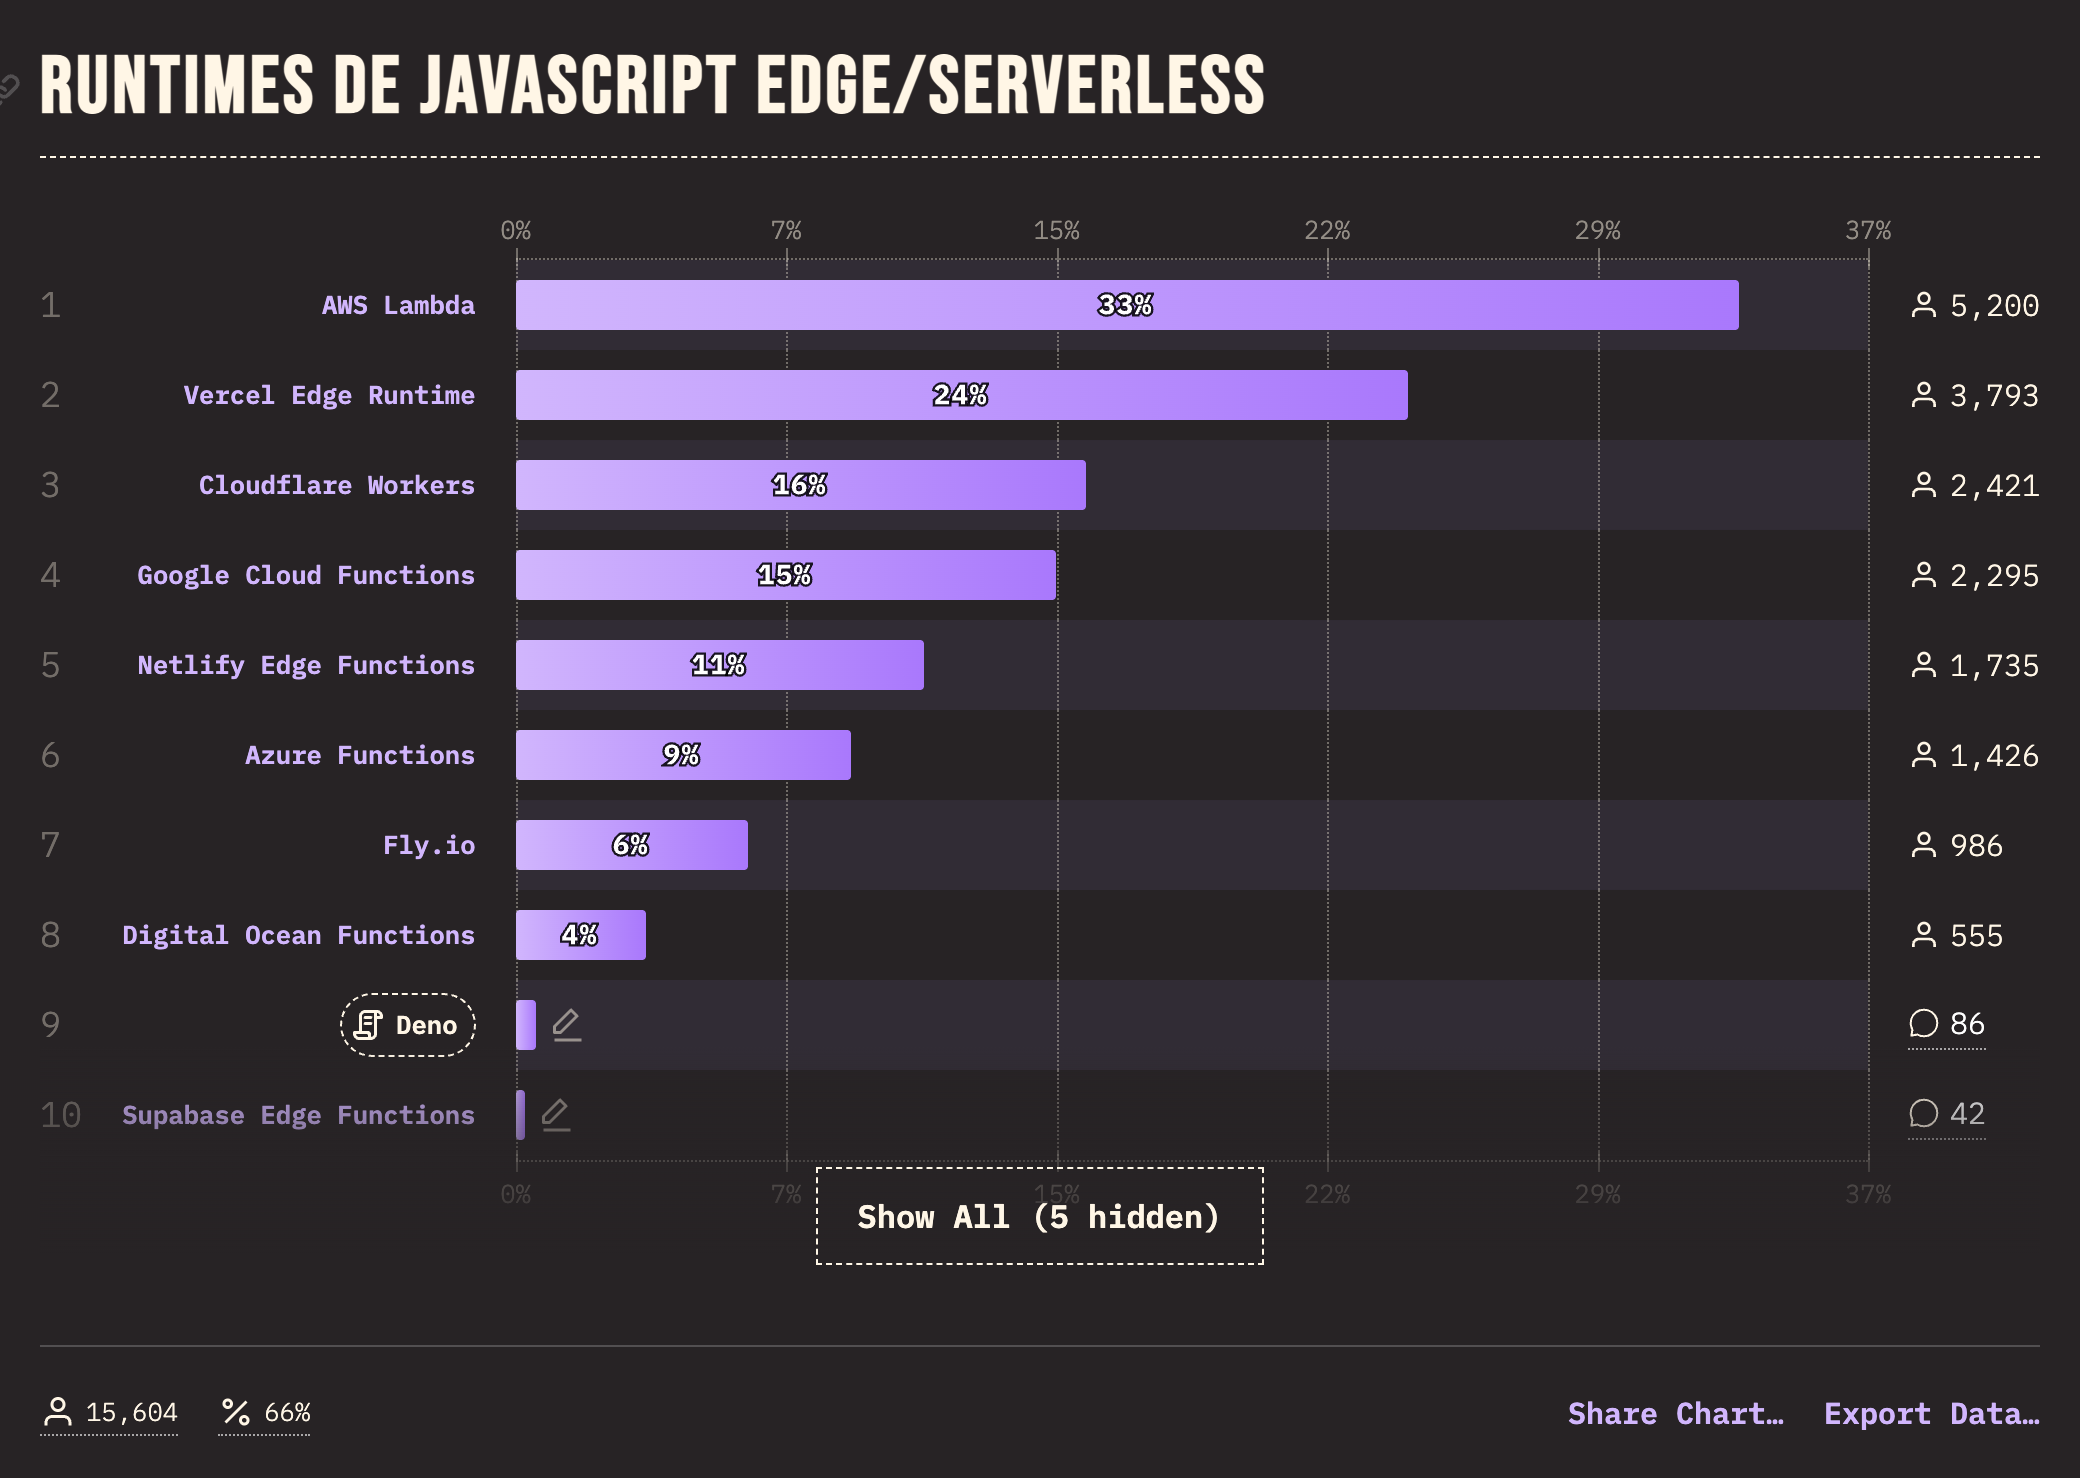 RUNTIMES DE JAVASCRIPT EDGE/SERVERLESS
0% 7% 15% 22% 29% 37%
1 AWS Lambda 33% 5,200
2 Vercel Edge Runtime 24% 3,793
3 Cloudflare Workers 16% 2,421
4 Google Cloud Functions 15% 2,295
5 Netlify Edge Functions 11% 1,735
6 Azure Functions 9% 1,426
7 Fly.io 6% 986
8 Digital Ocean Functions 4% 555
9 Deno 86
10 Supabase Edge Functions 42
0% 7% 15% 22% 29% 37%
Show All (5 hidden)
15,604 66% Share Chart… Export Data…